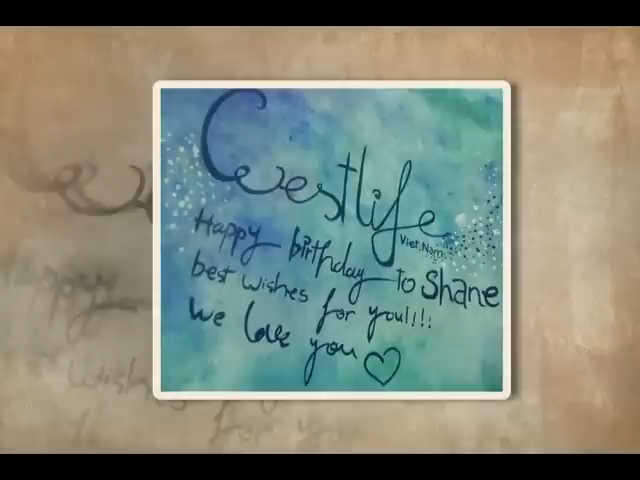 Westlife
Viet.Nam
Happy birthday to Shane
best wishes for you!!!!
we love you